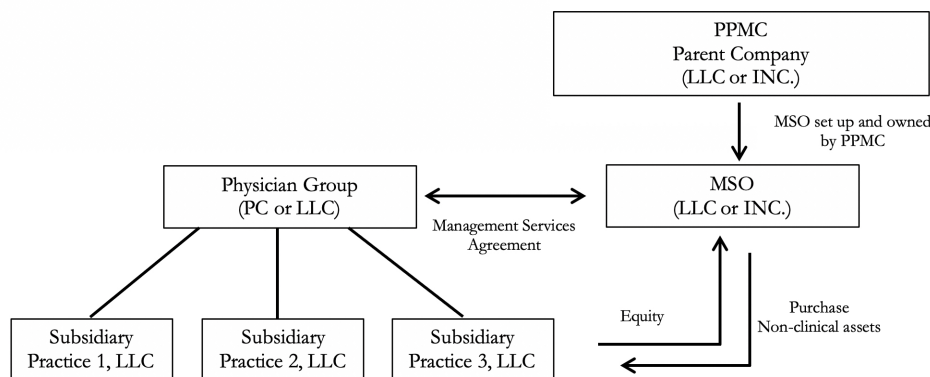 PPMC
Parent Company
(LLC or INC.)
MSO set up and owned
by PPMC
Physician Group
(PC or LLC)
MSO
(LLC or INC.)
Management Services
Agreement
Subsidiary
Practice 1, LLC
Subsidiary
Practice 2, LLC
Subsidiary
Practice 3, LLC
Equity
Purchase
Non-clinical assets